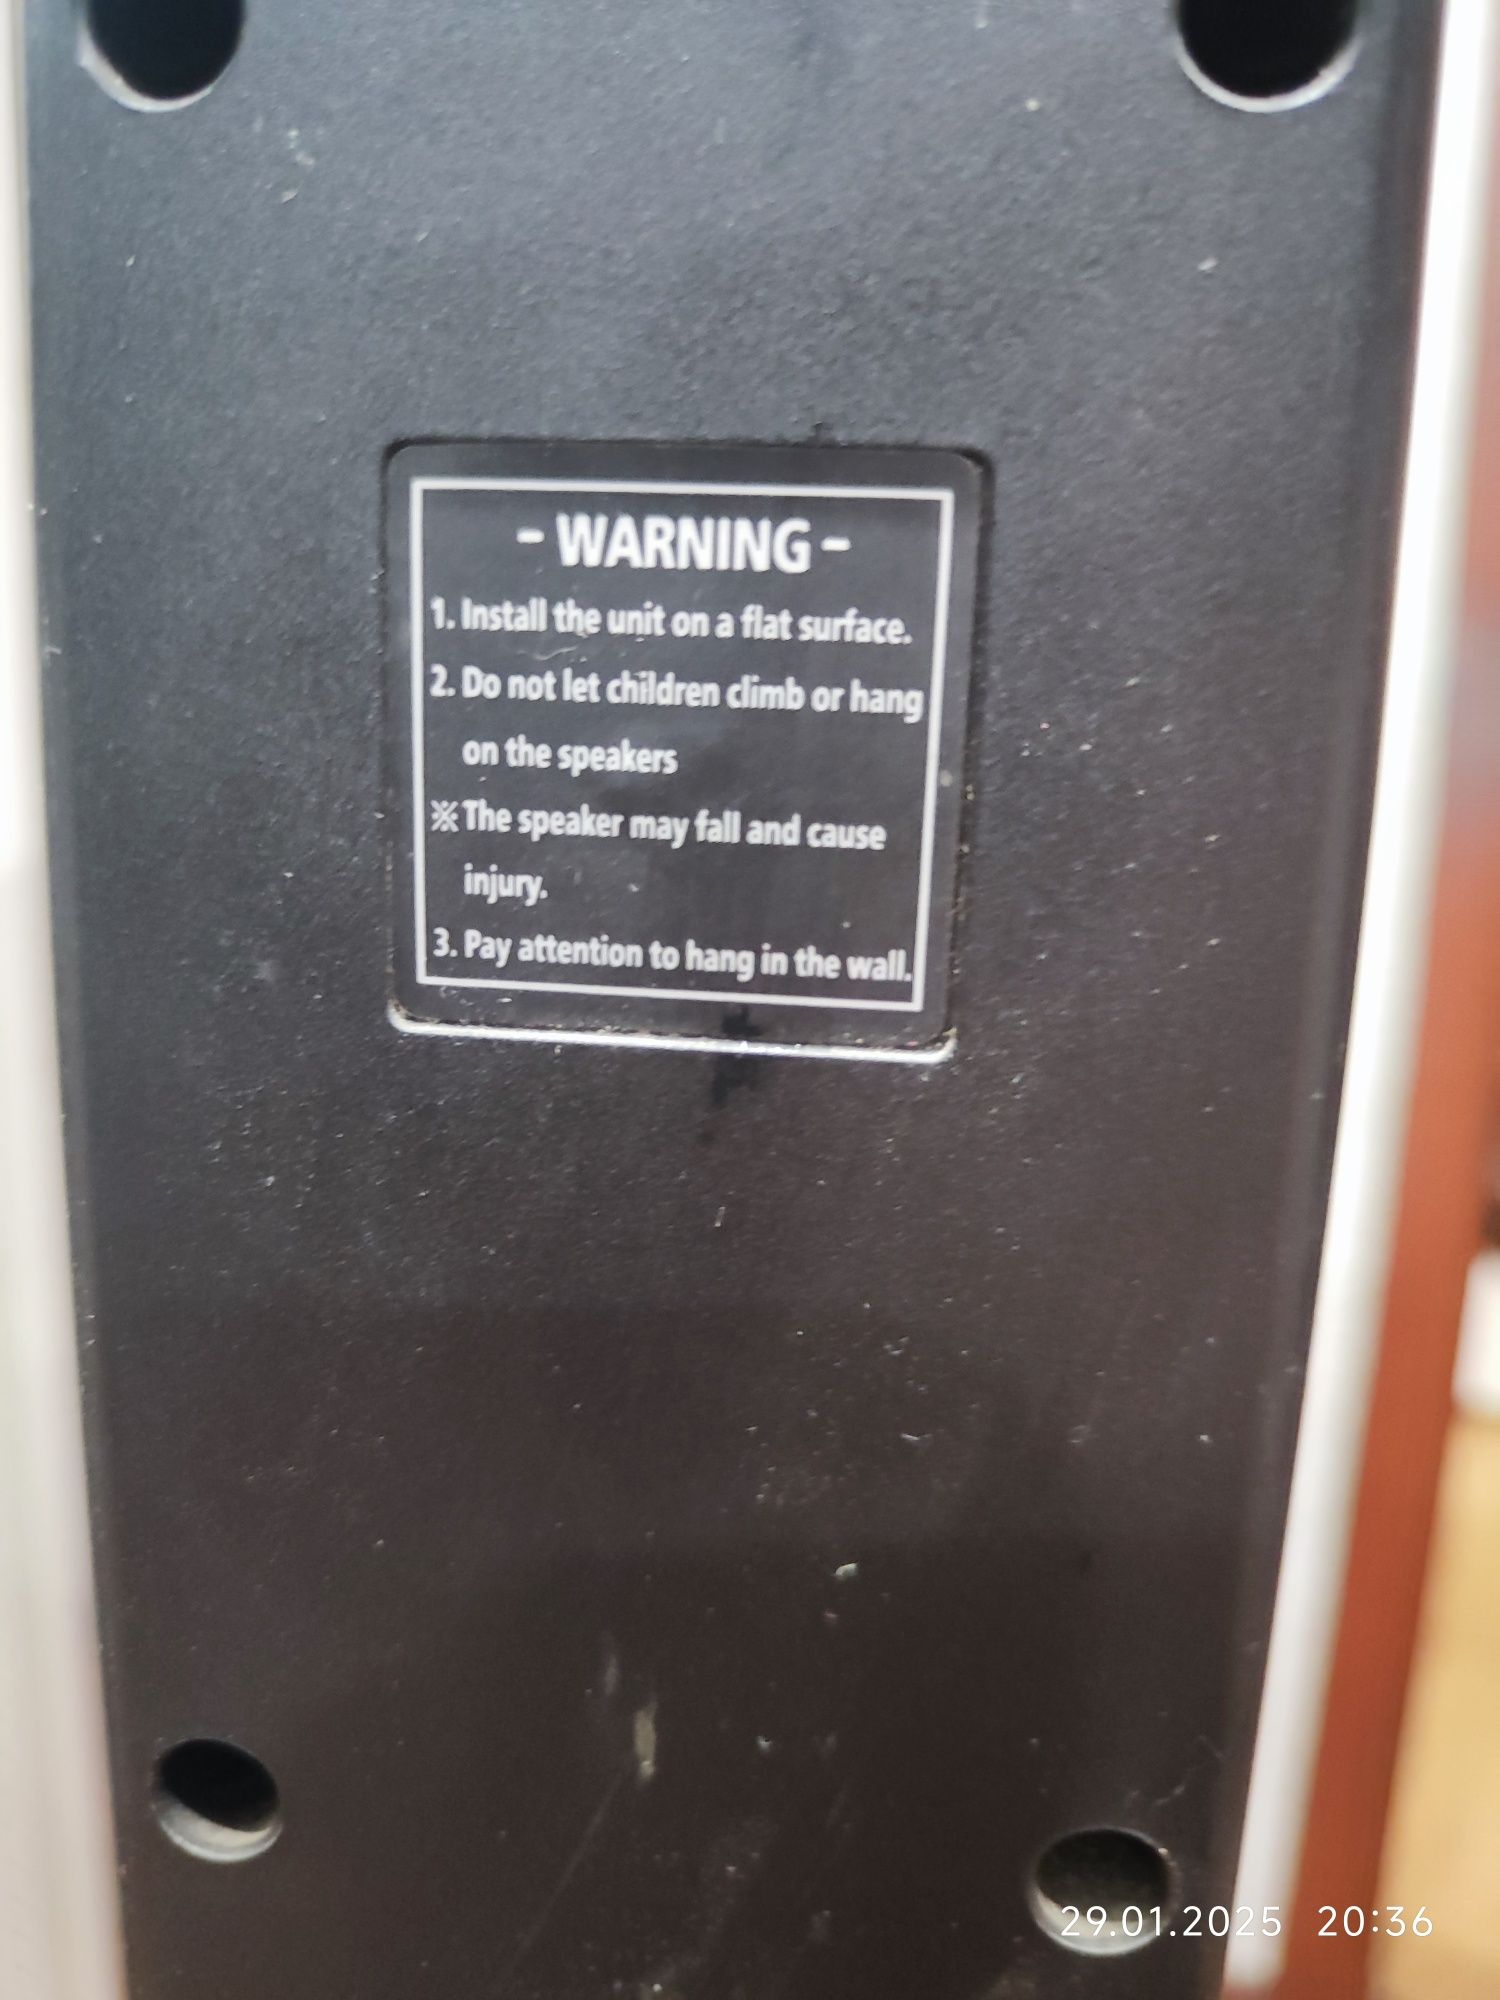 - WARNING -
1. Install the unit on a flat surface.
2. Do not let children climb or hang
on the speakers
※ The speaker may fall and cause
injury.
3. Pay attention to hang in the wall.
29.01.2025 20:36